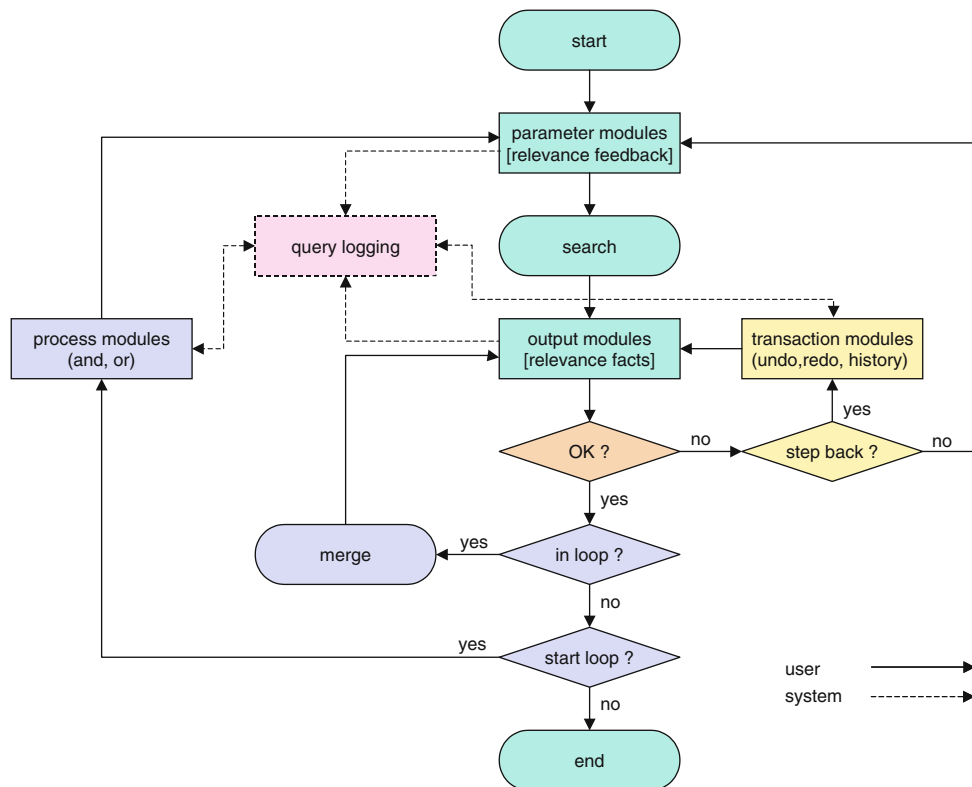 start
parameter modules
[relevance feedback]
query logging
search
process modules
(and, or)
output modules
[relevance facts]
transaction modules
(undo,redo, history)
yes
OK ?
no
step back ?
no
yes
merge
yes
in loop ?
no
yes
start loop ?
user
system
no
end